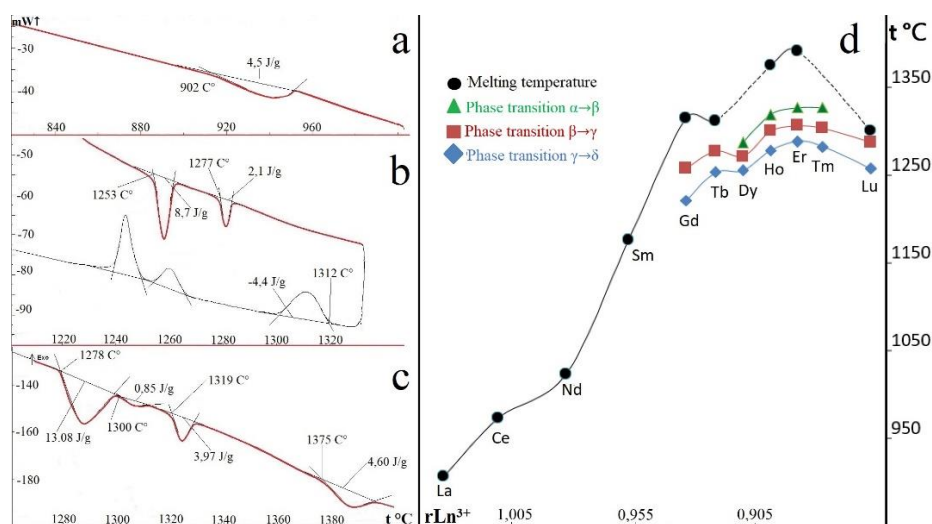 mW↑
a
-30
-40
4,5 J/g
902 C°
840
880
920
960
b
-50
-60
-70
-80
-90
1253 C°
1277 C°
2,1 J/g
8,7 J/g
-4,4 J/g
1312 C°
1220
1240
1260
1280
1300
1320
c
Exo
-140
-160
-180
1278 C°
0,85 J/g
1319 C°
13.08 J/g
1300 C°
3,97 J/g
1375 C°
4,60 J/g
1280
1300
1320
1340
1365
1385
t °C
d
t °C
Melting temperature
Phase transition α→β
Phase transition β→γ
Phase transition γ→δ
1350
1250
1150
1050
950
La
Ce
Nd
Sm
Gd
Tb
Dy
Ho
Er
Tm
Lu
rLn³⁺
1,005
0,955
0,905